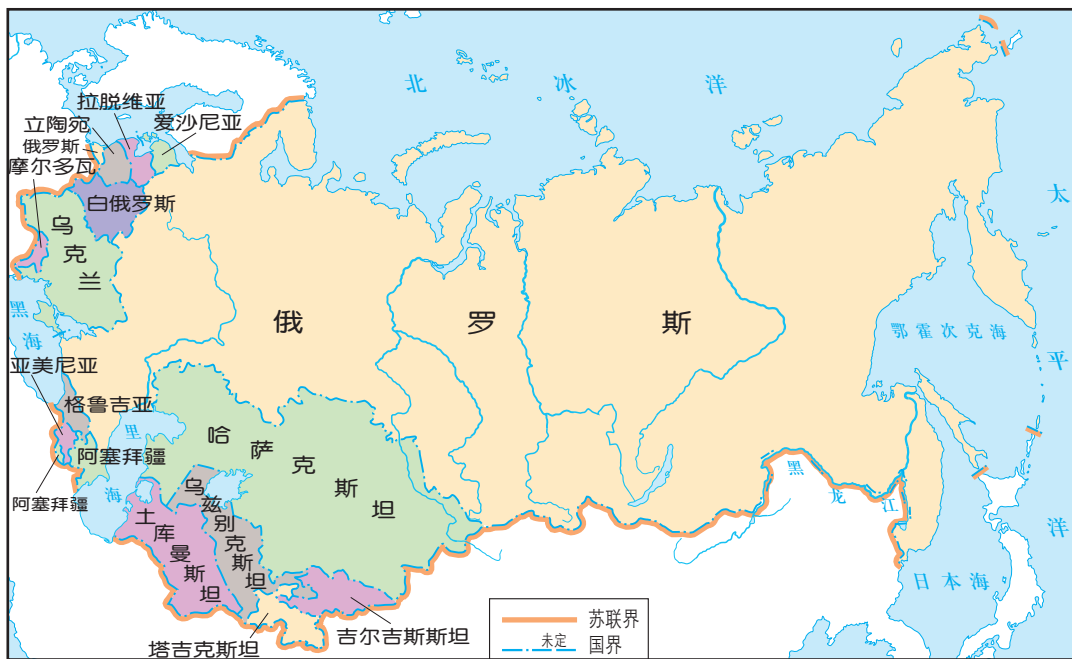 北冰洋
拉脱维亚
立陶宛
爱沙尼亚
俄罗斯
摩尔多瓦
白俄罗斯
乌克兰
太平洋
黑海
俄罗斯
鄂霍次克海
亚美尼亚
格鲁吉亚
里海
阿塞拜疆
阿塞拜疆
哈萨克斯坦
乌兹别克斯坦
土库曼斯坦
黑龙江
日本海
塔吉克斯坦
吉尔吉斯斯坦
苏联界
未定
国界